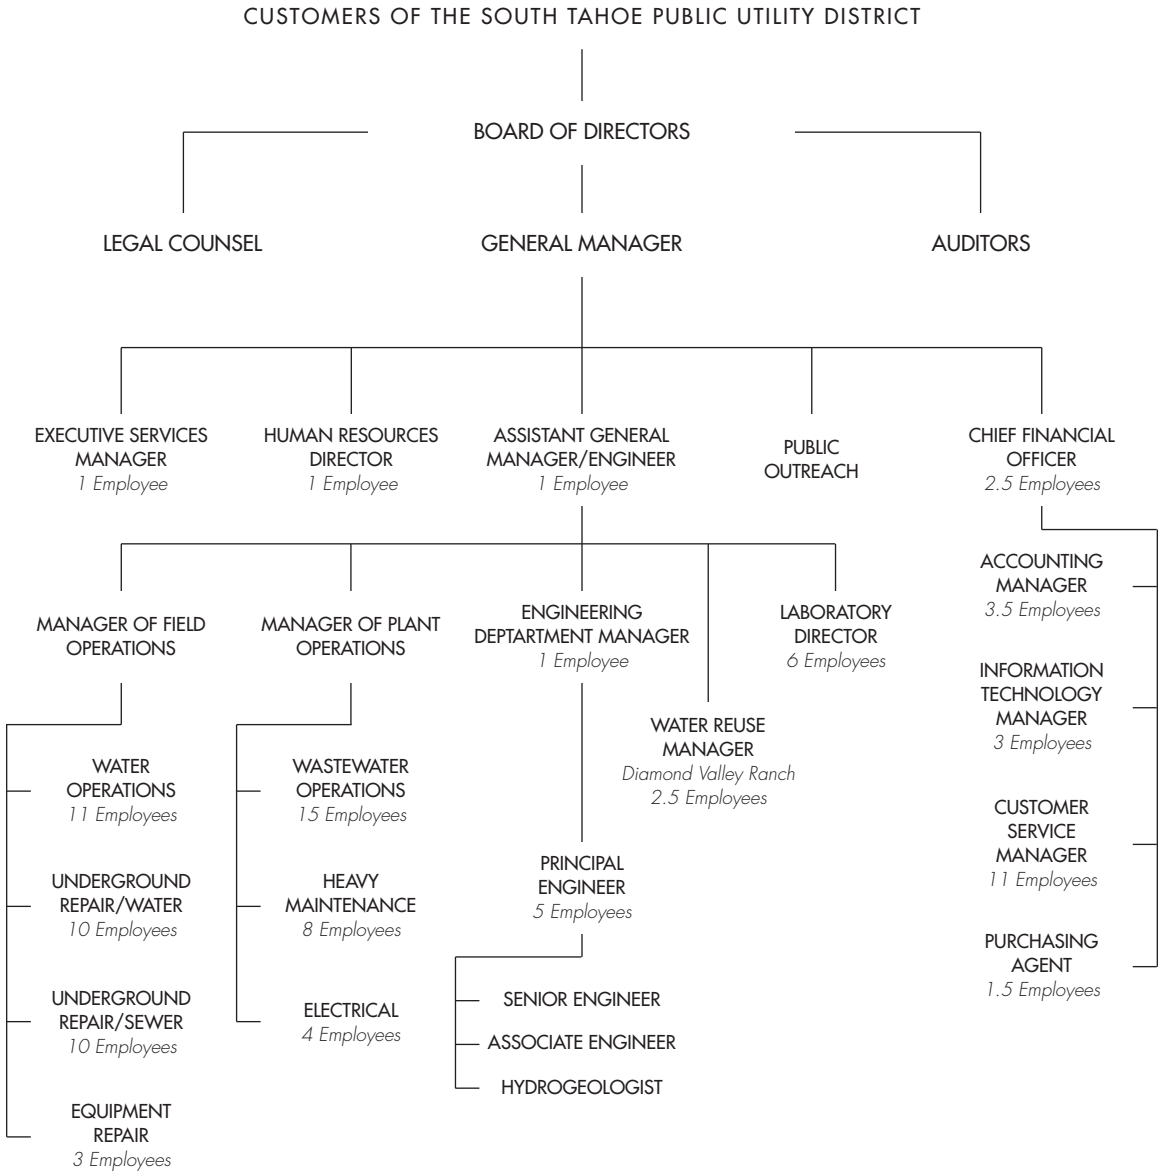 CUSTOMERS OF THE SOUTH TAHOE PUBLIC UTILITY DISTRICT
BOARD OF DIRECTORS
LEGAL COUNSEL
GENERAL MANAGER
AUDITORS
EXECUTIVE SERVICES
MANAGER
1 Employee
HUMAN RESOURCES
DIRECTOR
1 Employee
ASSISTANT GENERAL
MANAGER/ENGINEER
1 Employee
PUBLIC
OUTREACH
CHIEF FINANCIAL
OFFICER
2.5 Employees
MANAGER OF FIELD
OPERATIONS
MANAGER OF PLANT
OPERATIONS
ENGINEERING
DEPTARTMENT MANAGER
1 Employee
LABORATORY
DIRECTOR
6 Employees
WATER REUSE
MANAGER
Diamond Valley Ranch
2.5 Employees
WATER
OPERATIONS
11 Employees
UNDERGROUND
REPAIR/WATER
10 Employees
UNDERGROUND
REPAIR/SEWER
10 Employees
EQUIPMENT
REPAIR
3 Employees
WASTEWATER
OPERATIONS
15 Employees
HEAVY
MAINTENANCE
8 Employees
ELECTRICAL
4 Employees
PRINCIPAL
ENGINEER
5 Employees
SENIOR ENGINEER
ASSOCIATE ENGINEER
HYDROGEOLOGIST
ACCOUNTING
MANAGER
3.5 Employees
INFORMATION
TECHNOLOGY
MANAGER
3 Employees
CUSTOMER
SERVICE
MANAGER
11 Employees
PURCHASING
AGENT
1.5 Employees